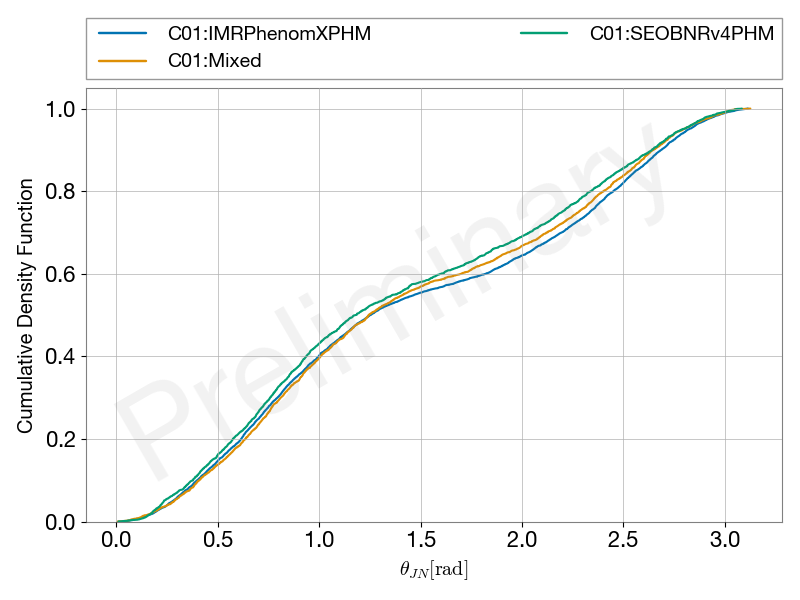 C01:IMRPhenomXPHM
C01:Mixed
C01:SEOBNRv4PHM
Cumulative Density Function
1.0
0.8
0.6
0.4
0.2
0.0
Preliminary
0.0 0.5 1.0 1.5 2.0 2.5 3.0
θ_JN[rad]